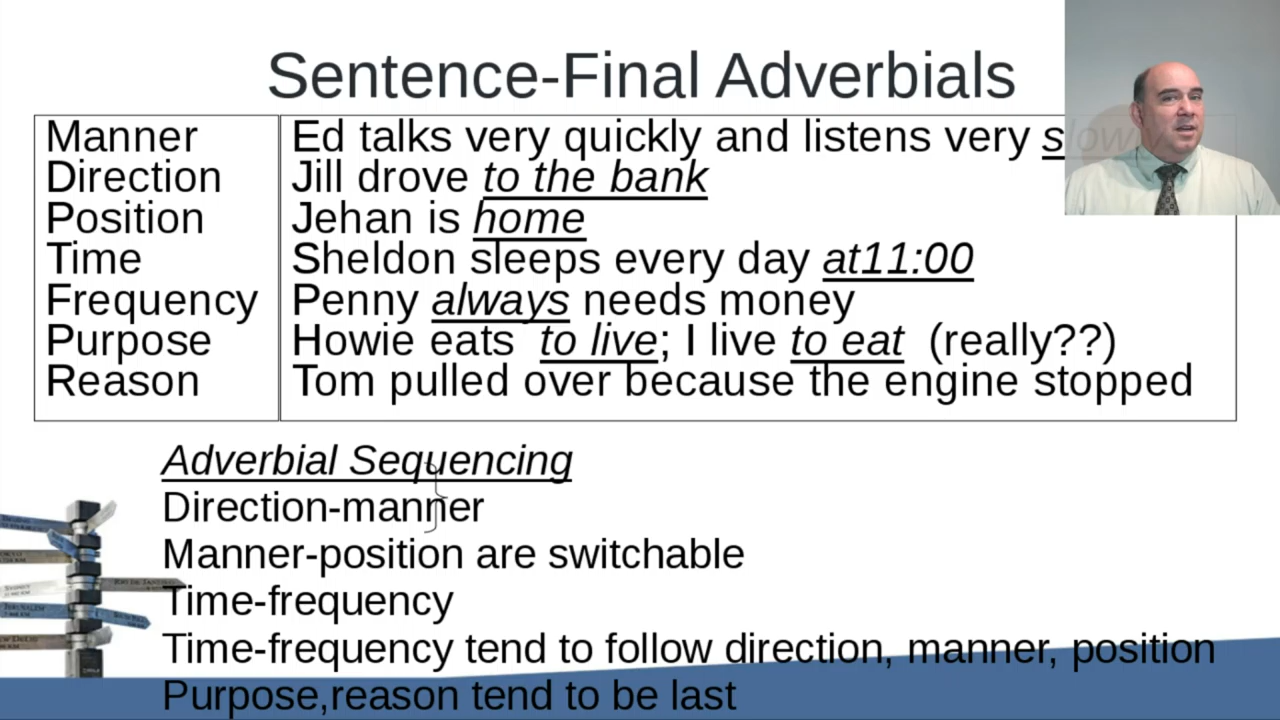 Sentence-Final Adverbials
Manner Ed talks very quickly and listens very slowly
Direction Jill drove to the bank
Position Jehan is home
Time Sheldon sleeps every day at11:00
Frequency Penny always needs money
Purpose Howie eats to live; I live to eat (really??)
Reason Tom pulled over because the engine stopped
Adverbial Sequencing
Direction-manner
Manner-position are switchable
Time-frequency
Time-frequency tend to follow direction, manner, position
Purpose,reason tend to be last